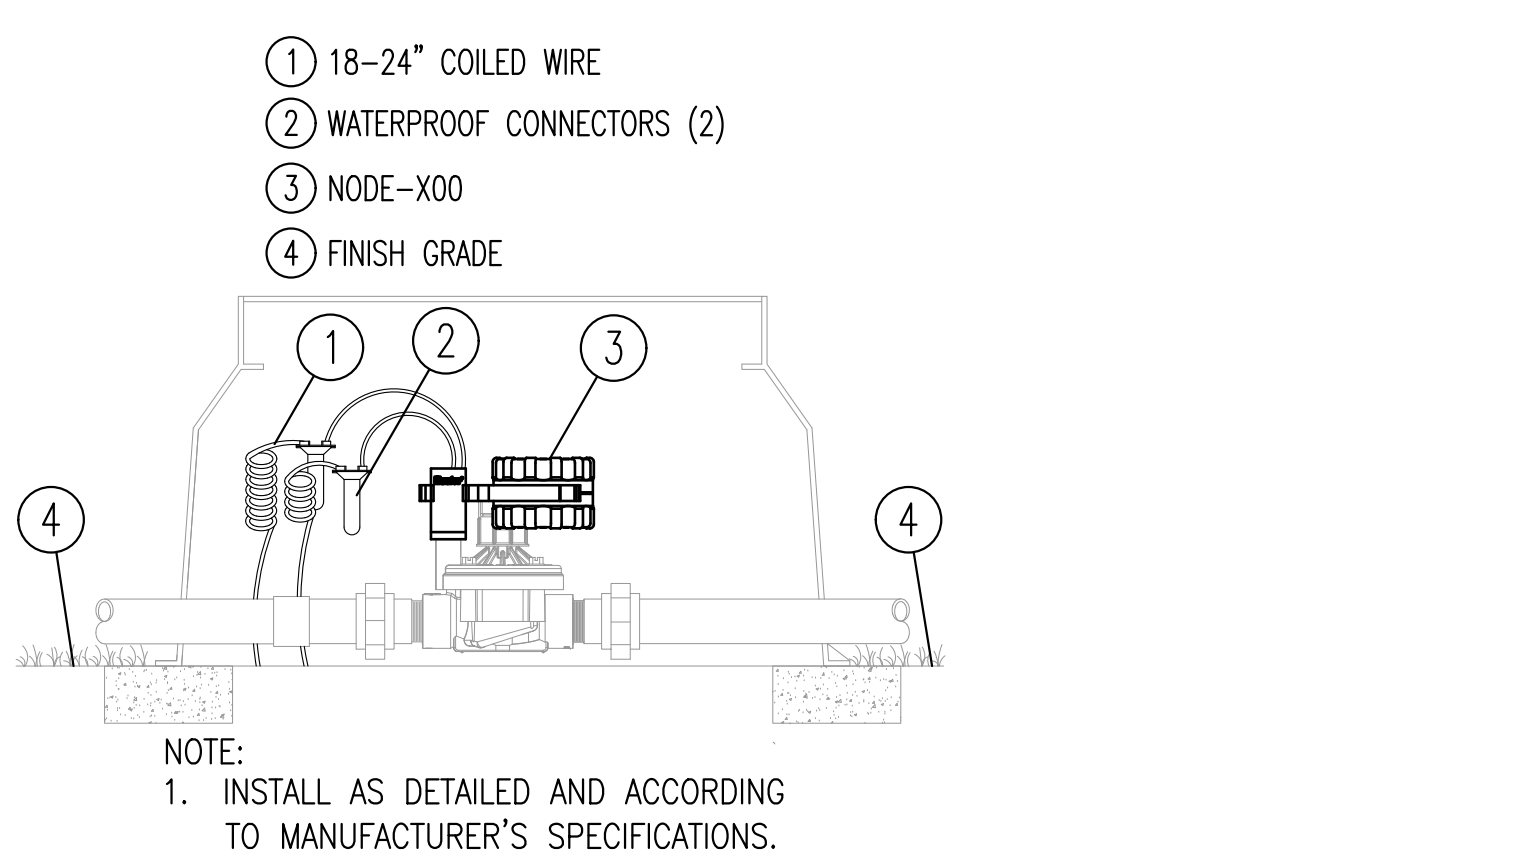 1 18-24" COILED WIRE
2 WATERPROOF CONNECTORS (2)
3 NODE-X00
4 FINISH GRADE
1
2
3
4
4
NOTE:
1. INSTALL AS DETAILED AND ACCORDING
TO MANUFACTURER'S SPECIFICATIONS.